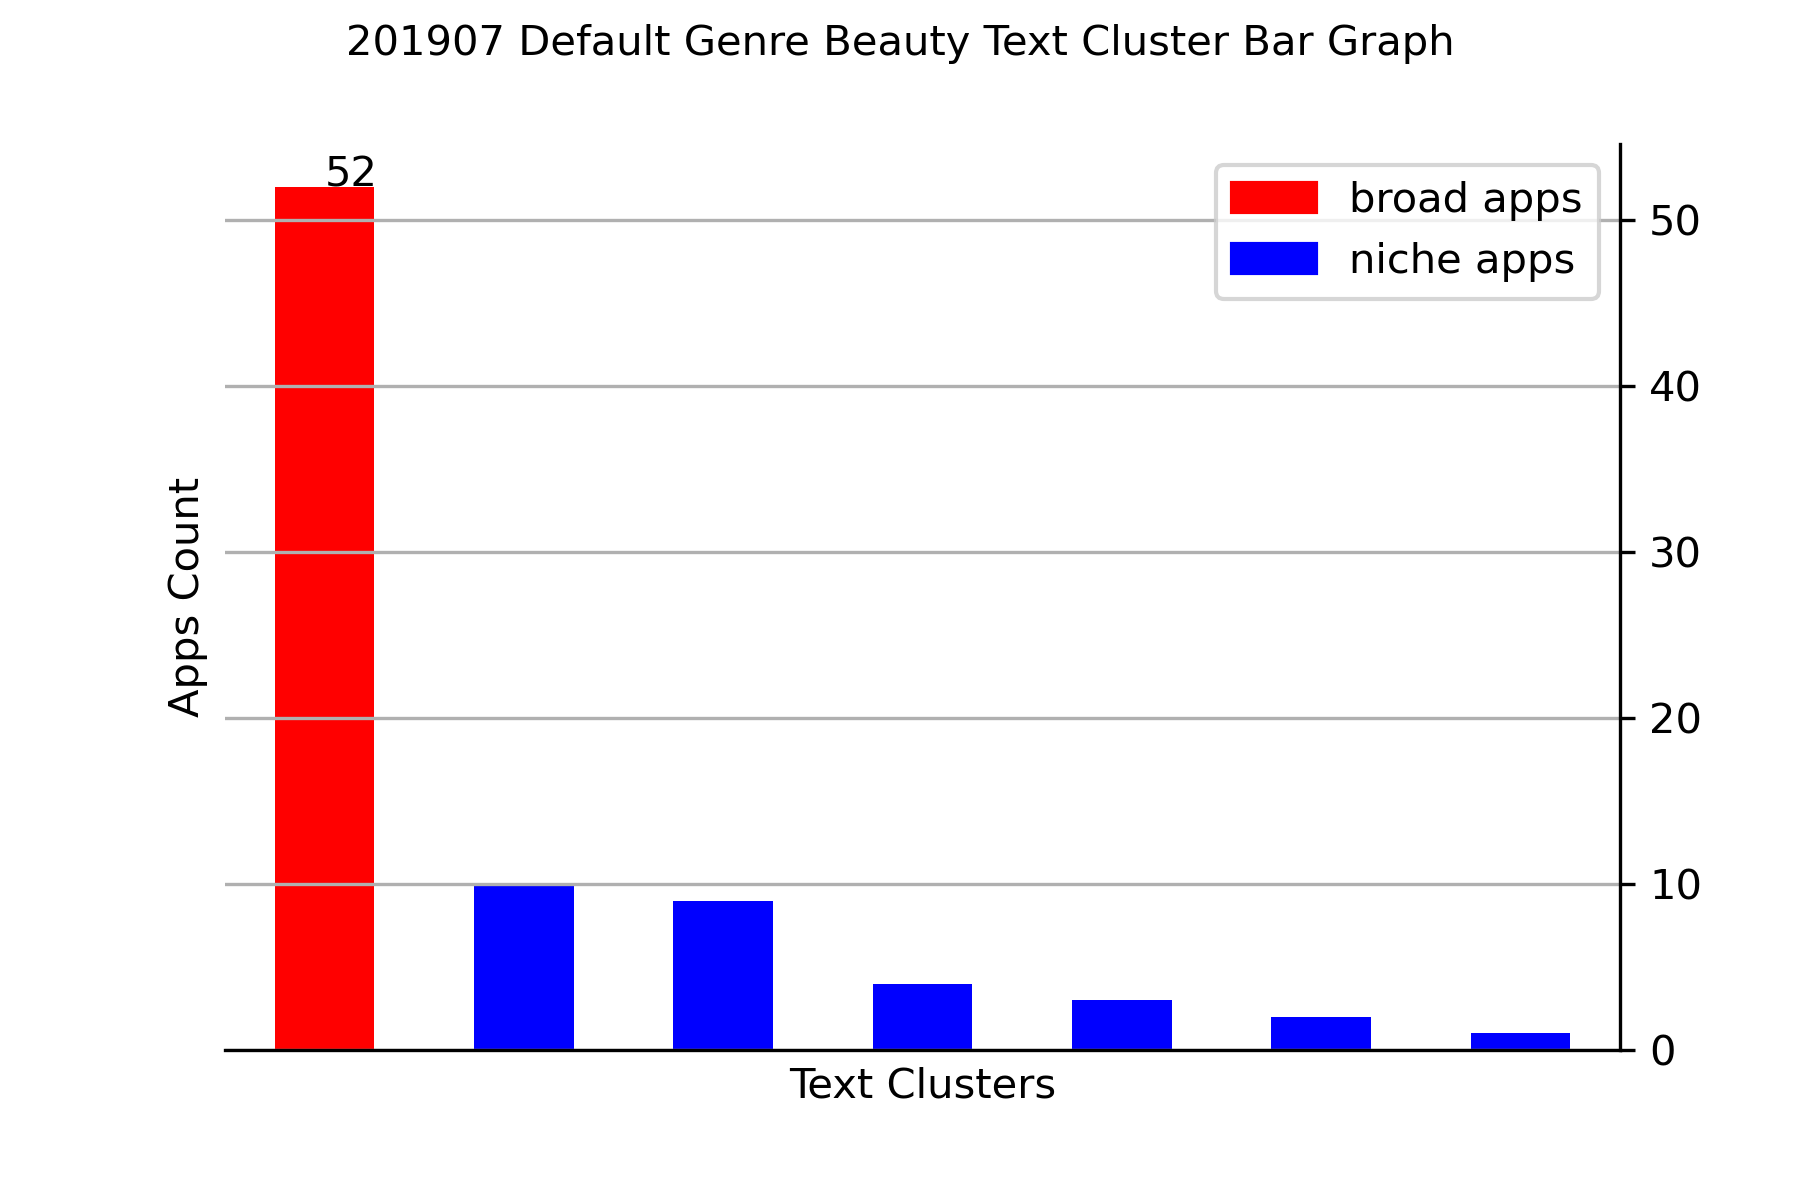 201907 Default Genre Beauty Text Cluster Bar Graph
52
broad apps
niche apps
50
40
30
20
10
0
Apps Count
Text Clusters